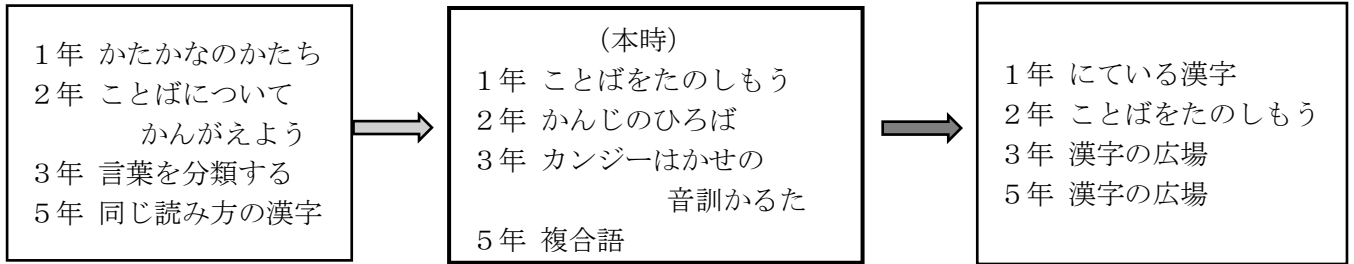 1年 かたかなのかたち
2年 ことばについて
かんがえよう
3年 言葉を分類する
5年 同じ読み方の漢字
(本時)
1年 ことばをたのしもう
2年 かんじのひろば
3年 カンジーはかせの
音訓かるた
5年 複合語
1年 にている漢字
2年 ことばをたのしもう
3年 漢字の広場
5年 漢字の広場